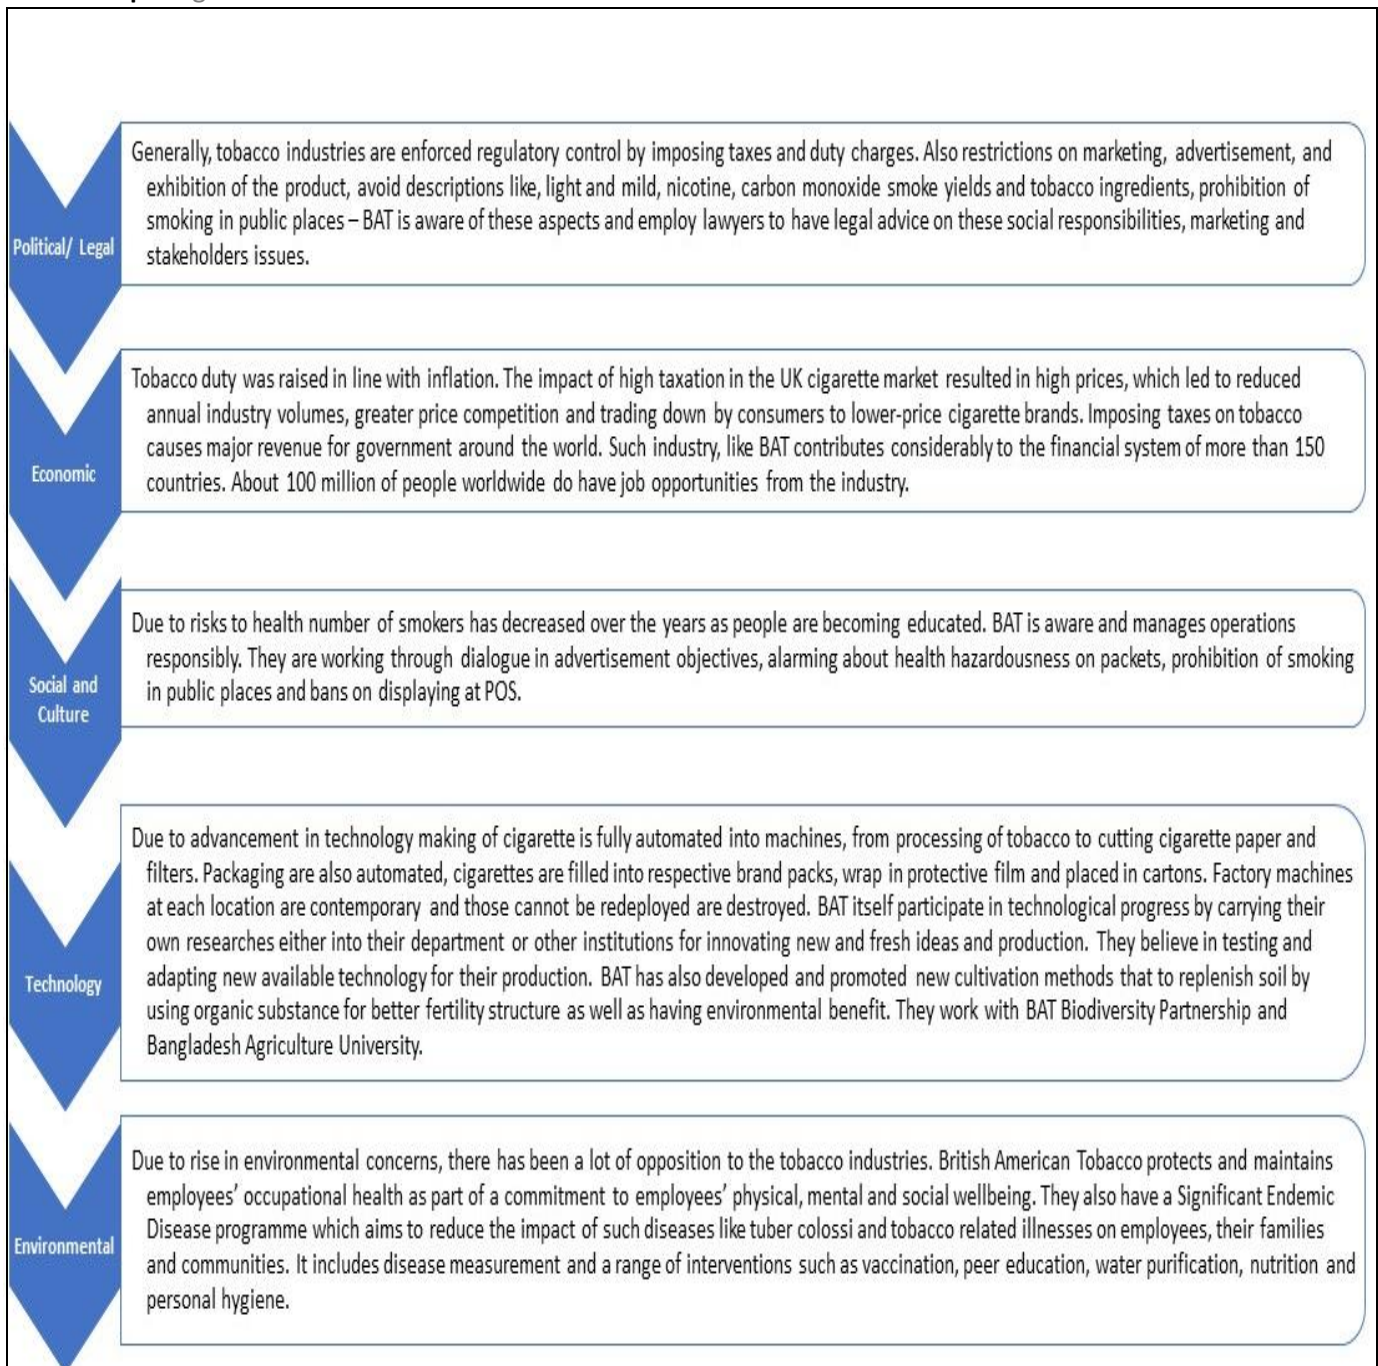 Political/ Legal
Generally, tobacco industries are enforced regulatory control by imposing taxes and duty charges. Also restrictions on marketing, advertisement, and
exhibition of the product, avoid descriptions like, light and mild, nicotine, carbon monoxide smoke yields and tobacco ingredients, prohibition of
smoking in public places – BAT is aware of these aspects and employ lawyers to have legal advice on these social responsibilities, marketing and
stakeholders issues.
Economic
Tobacco duty was raised in line with inflation. The impact of high taxation in the UK cigarette market resulted in high prices, which led to reduced
annual industry volumes, greater price competition and trading down by consumers to lower-price cigarette brands. Imposing taxes on tobacco
causes major revenue for government around the world. Such industry, like BAT contributes considerably to the financial system of more than 150
countries. About 100 million of people worldwide do have job opportunities from the industry.
Social and
Culture
Due to risks to health number of smokers has decreased over the years as people are becoming educated. BAT is aware and manages operations
responsibly. They are working through dialogue in advertisement objectives, alarming about health hazardousness on packets, prohibition of smoking
in public places and bans on displaying at POS.
Technology
Due to advancement in technology making of cigarette is fully automated into machines, from processing of tobacco to cutting cigarette paper and
filters. Packaging are also automated, cigarettes are filled into respective brand packs, wrap in protective film and placed in cartons. Factory machines
at each location are contemporary and those cannot be redeployed are destroyed. BAT itself participate in technological progress by carrying their
own researches either into their department or other institutions for innovating new and fresh ideas and production. They believe in testing and
adapting new available technology for their production. BAT has also developed and promoted new cultivation methods that to replenish soil by
using organic substance for better fertility structure as well as having environmental benefit. They work with BAT Biodiversity Partnership and
Bangladesh Agriculture University.
Environmental
Due to rise in environmental concerns, there has been a lot of opposition to the tobacco industries. British American Tobacco protects and maintains
employees’ occupational health as part of a commitment to employees’ physical, mental and social wellbeing. They also have a Significant Endemic
Disease programme which aims to reduce the impact of such diseases like tuber colossi and tobacco related illnesses on employees, their families
and communities. It includes disease measurement and a range of interventions such as vaccination, peer education, water purification, nutrition and
personal hygiene.